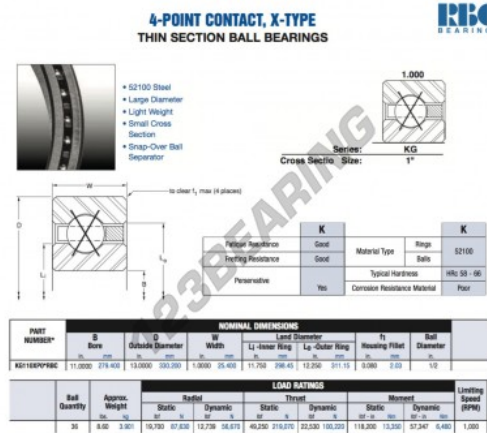 4-POINT CONTACT, X-TYPE
THIN SECTION BALL BEARINGS
RBC
BEARINGS
• 52100 Steel
• Large Diameter
• Light Weight
• Small Cross
Section
• Snap-Over Ball
Separator
1.000
Series: KG
Cross Sectio Size: 1"
W
to clear f1 max (4 places)
D
B
123BEARING
K K
Fatigue Resistance Good Material Type Rings 52100
Fretting Resistance Good Balls
Perservative Yes Typical Hardness HRc 58 - 66
Corrosion Resistance Material Poor
PART NUMBER* NOMINAL DIMENSIONS
B Bore D Outside Diameter W Width Land Diameter f1 Housing Fillet Ball Diameter
Li -Inner Ring Lo -Outer Ring
in. mm in. mm in. mm in. mm in. mm in. mm in.
KG110XP0*RBC 11.0000 279.400 13.0000 330.200 1.0000 25.400 11.750 298.45 12.250 311.15 0.080 2.03 1/2
Ball Quantity Approx. Weight LOAD RATINGS Limiting Speed (RPM)
Radial Thrust Moment
Static Dynamic Static Dynamic Static Dynamic
lbs. kg lbf N lbf N lbf N lbf N lbf - in Nm lbf - in Nm
36 8.60 3.901 19,700 87,630 12,739 56,670 49,250 22,530 100,220 118,200 13,350 57,347 6,480 1,000